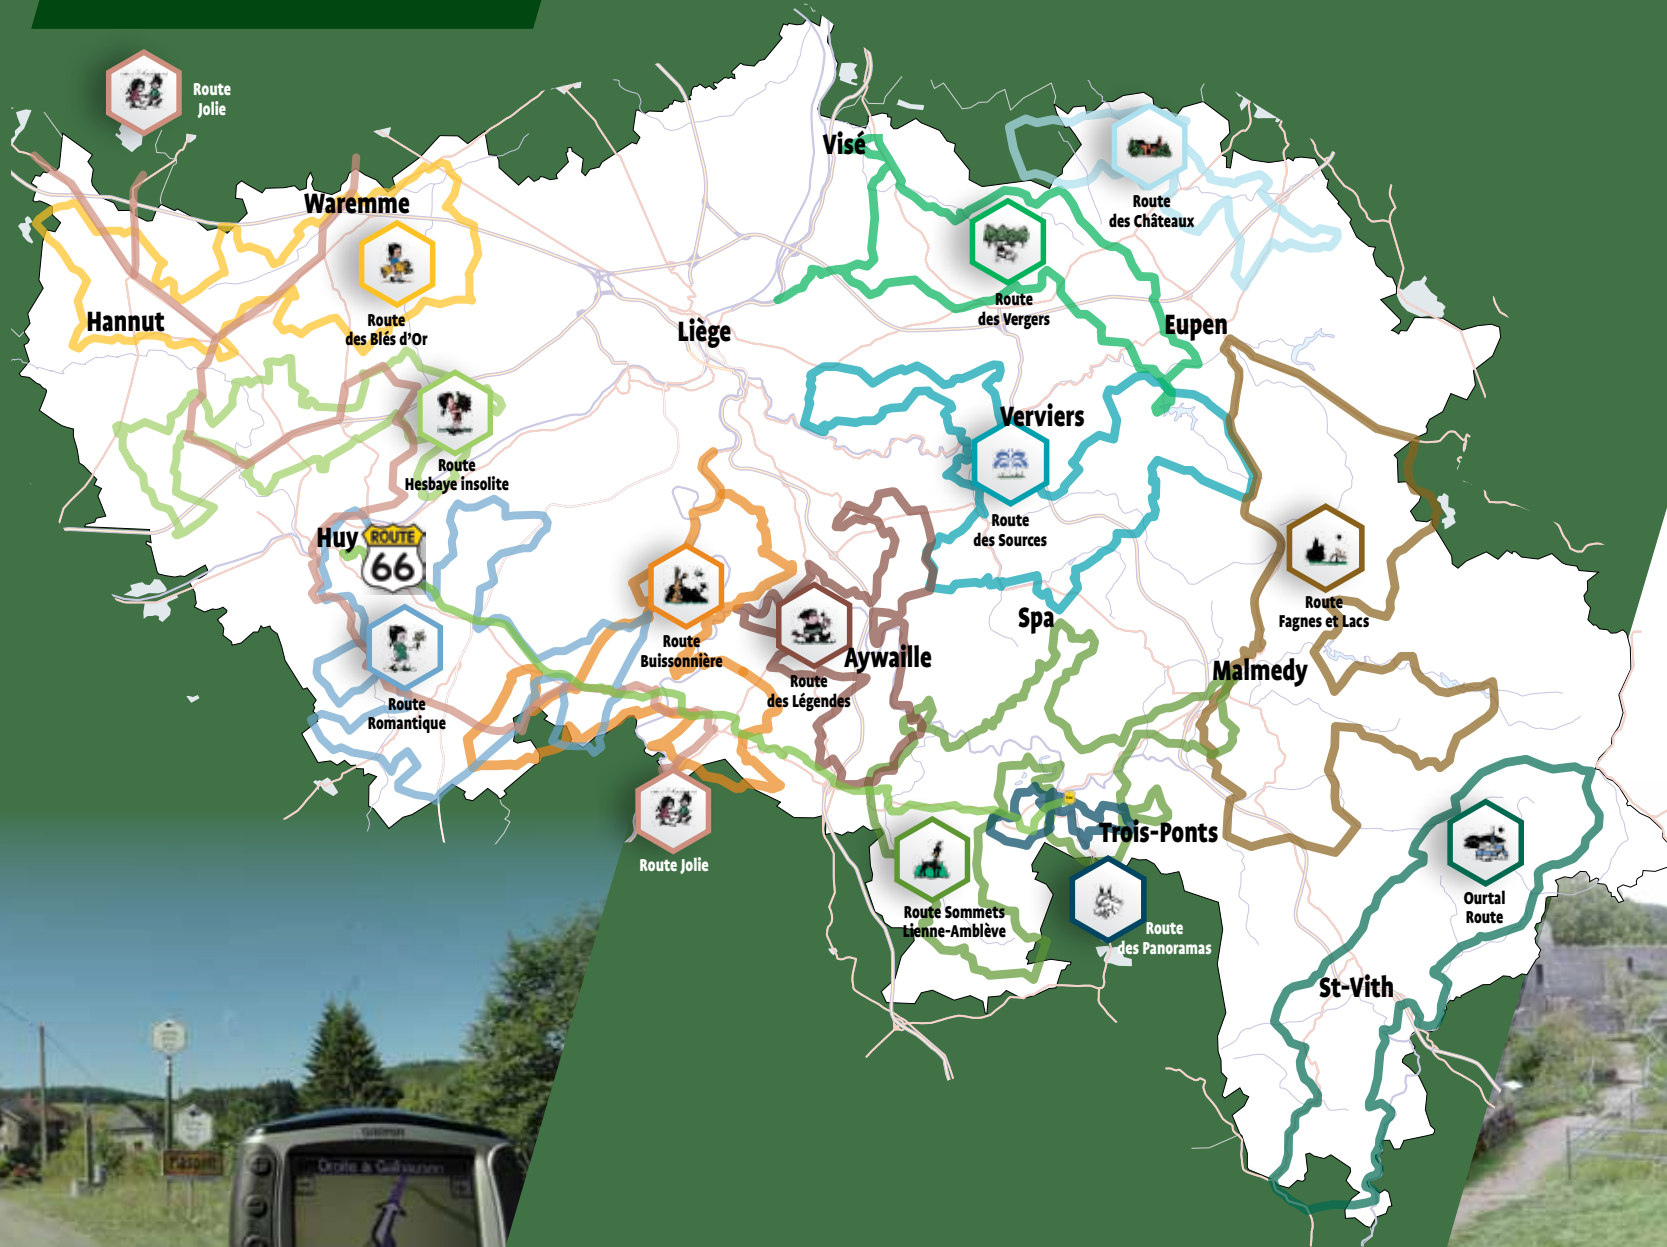 Route
Jolie
Visé
Waremme
Route
des Châteaux
Hannut
Route
des Blés d'Or
Liège
Route
des Vergers
Eupen
Verviers
Route
Hesbaye insolite
Route
des Sources
Huy
ROUTE
66
Spa
Route
Fagnes et Lacs
Route
Buissonnière
Aywaille
Malmedy
Route
des Légendes
Route
Romantique
Trois-Ponts
Route Jolie
Route Sommets
Lienne-Amblève
Route
des Panoramas
Ourtal
Route
St-Vith
GARMIN